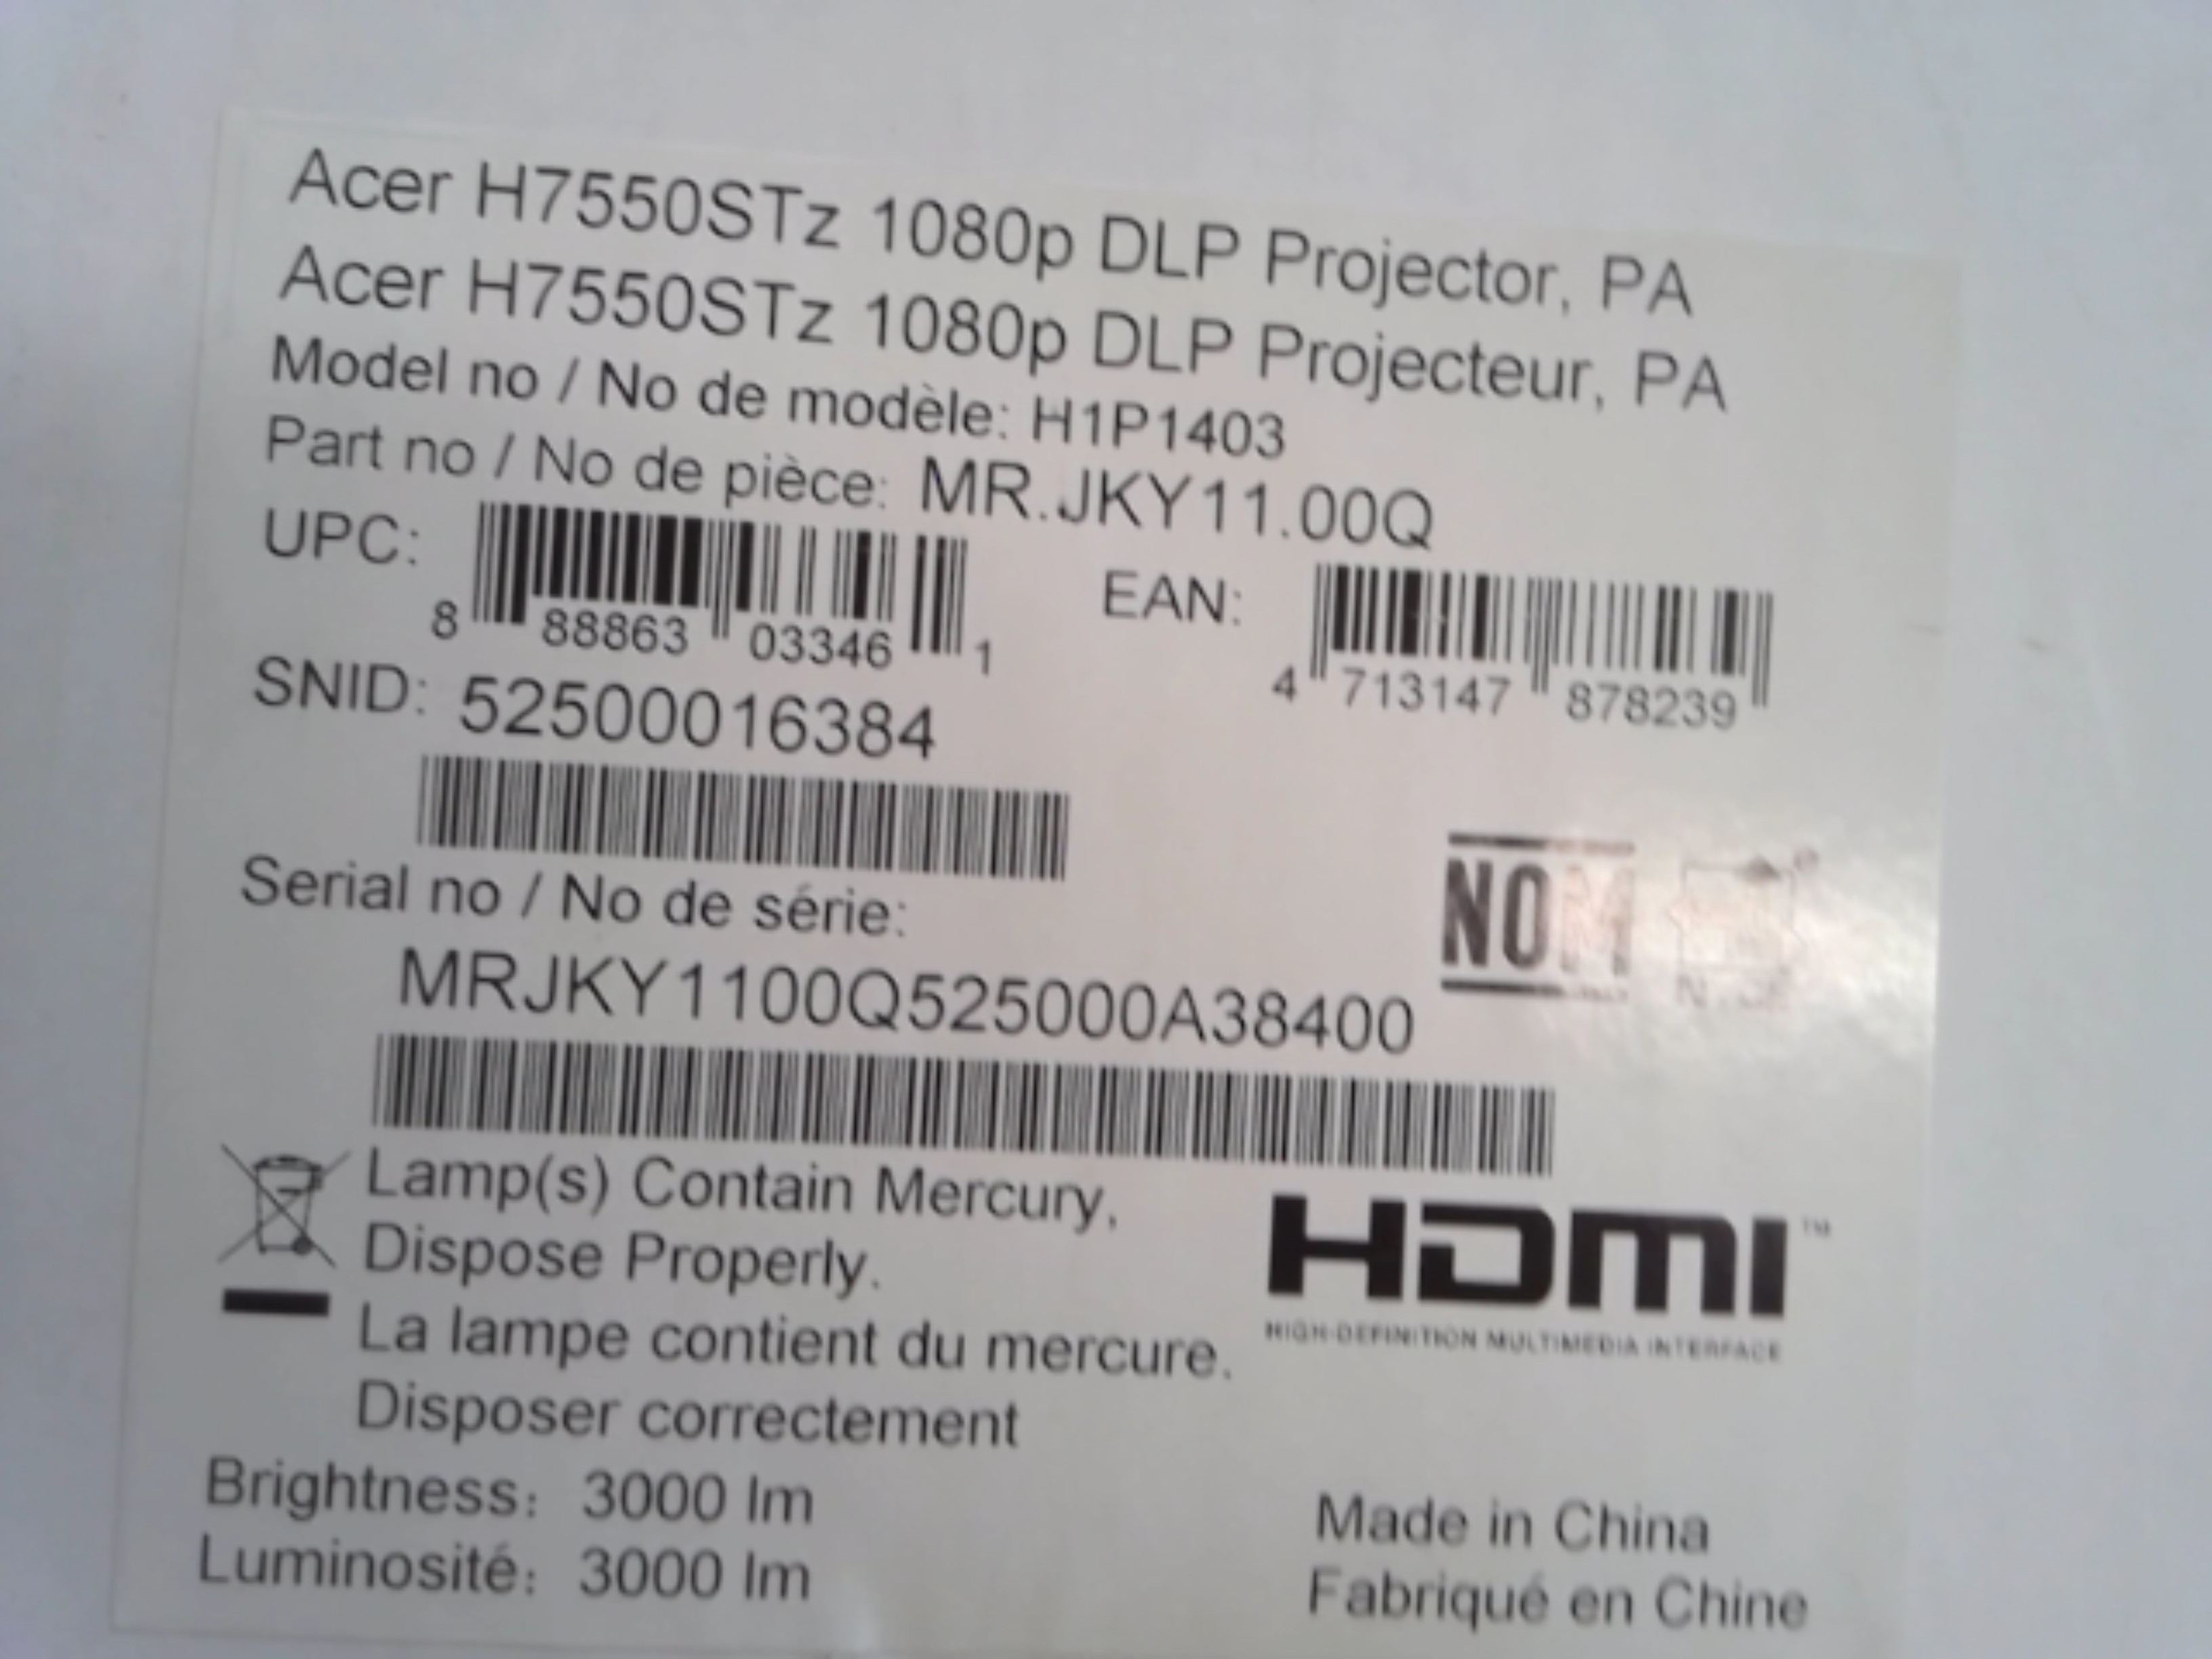 Acer H7550STz 1080p DLP Projector, PA
Acer H7550STz 1080p DLP Projecteur, PA
Model no / No de modèle: H1P1403
Part no / No de pièce: MR.JKY11.00Q
UPC: 8 88863 03346 1
EAN: 4 713147 878239
SNID: 52500016384
Serial no / No de série:
NOM
MRJKY1100Q525000A38400
Lamp(s) Contain Mercury,
Dispose Properly.
La lampe contient du mercure.
Disposer correctement
HDMI™
HIGH-DEFINITION MULTIMEDIA INTERFACE
Brightness: 3000 lm
Luminosité: 3000 lm
Made in China
Fabriqué en Chine